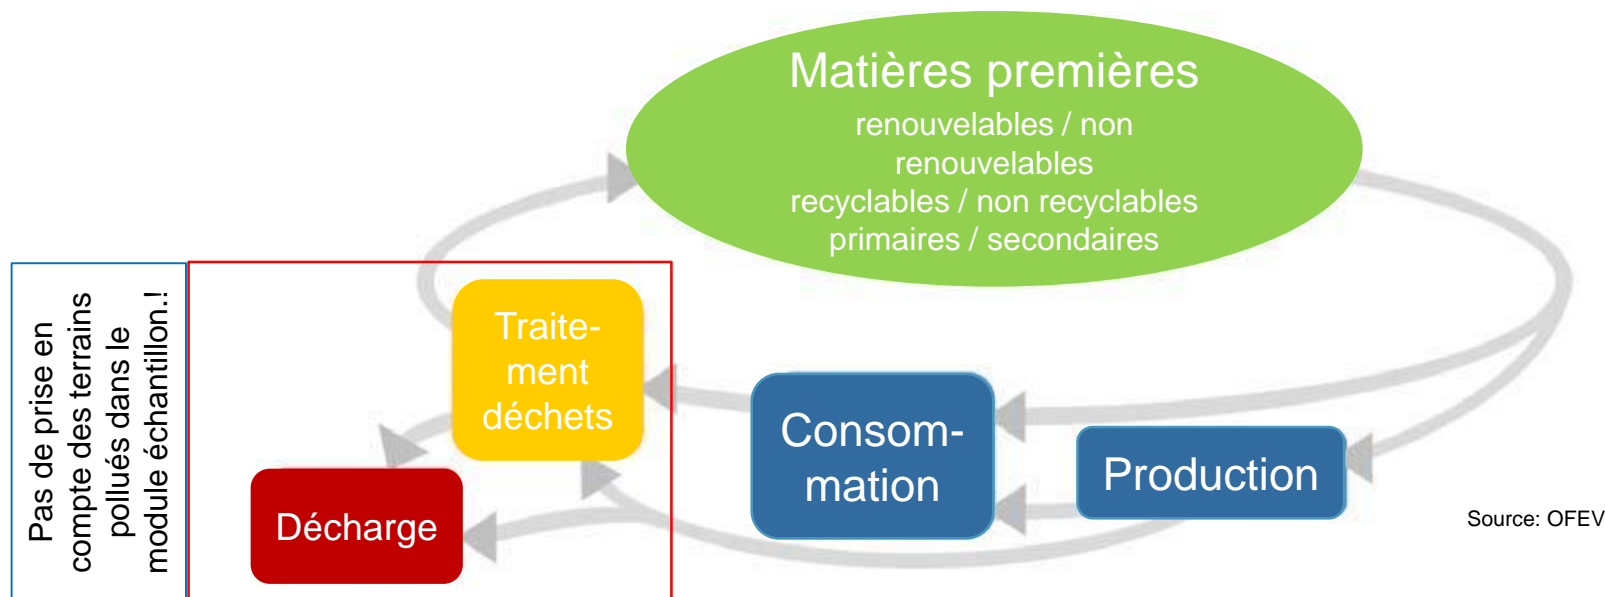 Matières premières
renouvelables / non
renouvelables
recyclables / non recyclables
primaires / secondaires
Pas de prise en
compte des terrains
pollués dans le
module échantillon.!
Traite-
ment
déchets
Consom-
mation
Production
Décharge
Source: OFEV